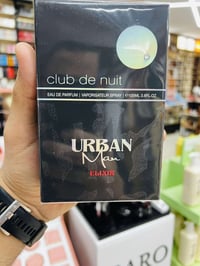 club de nuit
EAU DE PARFUM | VAPORISATEUR SPRAY | 105ML 3.6FL.OZ
URBAN
Man
ELIXIR